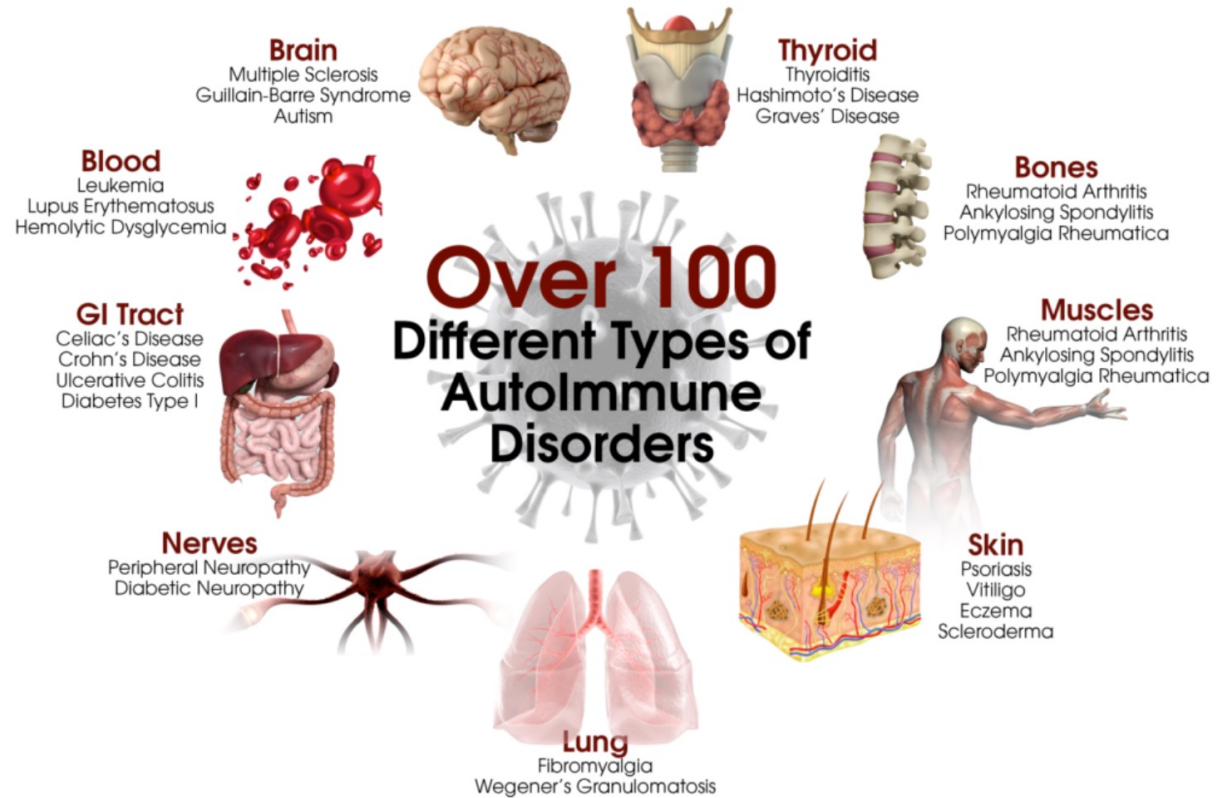 Brain
Multiple Sclerosis
Guillain-Barre Syndrome
Autism
Thyroid
Thyroiditis
Hashimoto's Disease
Graves' Disease
Blood
Leukemia
Lupus Erythematosus
Hemolytic Dysglycemia
Bones
Rheumatoid Arthritis
Ankylosing Spondylitis
Polymyalgia Rheumatica
Over 100
Different Types of
AutoImmune
Disorders
GI Tract
Celiac's Disease
Crohn's Disease
Ulcerative Colitis
Diabetes Type I
Muscles
Rheumatoid Arthritis
Ankylosing Spondylitis
Polymyalgia Rheumatica
Nerves
Peripheral Neuropathy
Diabetic Neuropathy
Skin
Psoriasis
Vitiligo
Eczema
Scleroderma
Lung
Fibromyalgia
Wegener's Granulomatosis